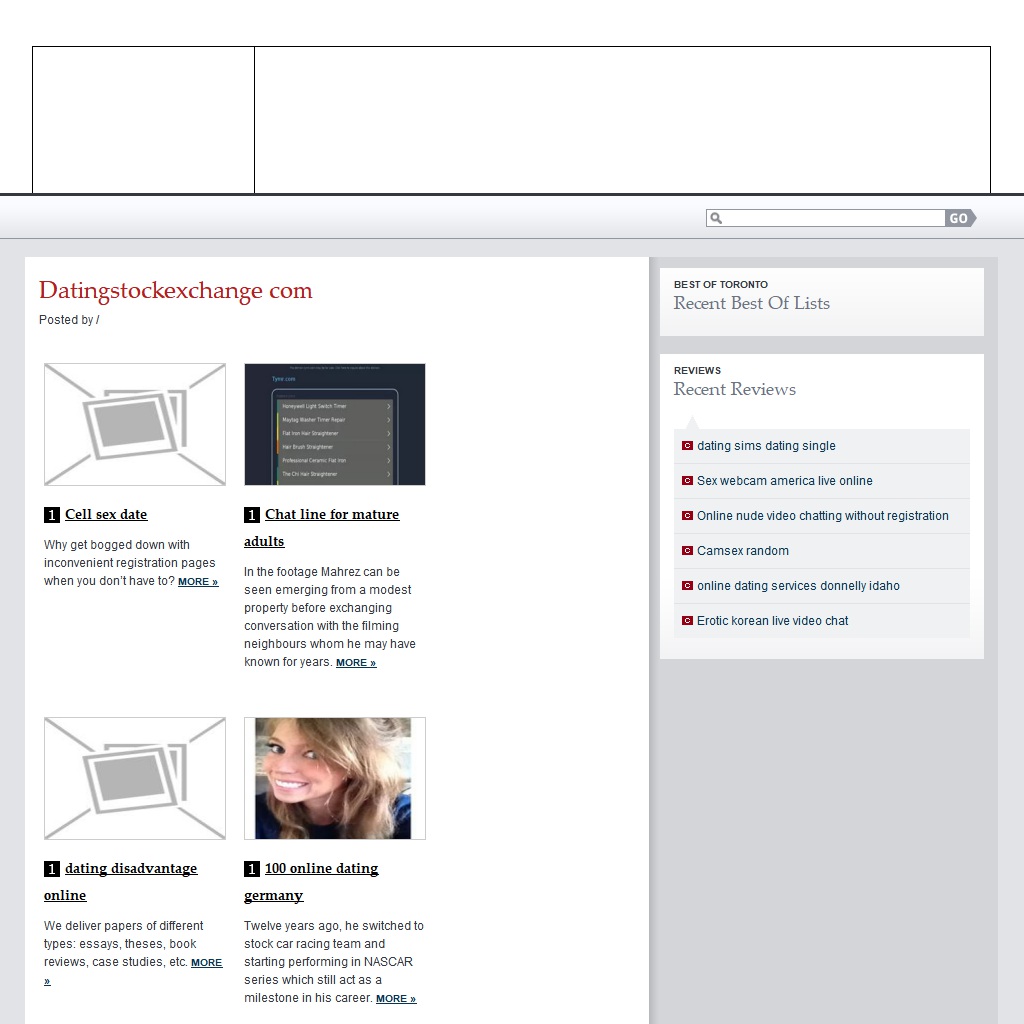 GO
Datingstockexchange com
Posted by /
Tyne com
Honeywell Light Switch Timer
Maytag Washer Timer Repair
Flat Iron Hair Straightener
Hair Brush Straightener
Professional Ceramic Flat Iron
The Chi Hair Straightener
1 Cell sex date
Why get bogged down with
inconvenient registration pages
when you don't have to? MORE »
1 Chat line for mature
adults
In the footage Mahrez can be
seen emerging from a modest
property before exchanging
conversation with the filming
neighbours whom he may have
known for years. MORE »
1 dating disadvantage
online
We deliver papers of different
types: essays, theses, book
reviews, case studies, etc. MORE
»
1 100 online dating
germany
Twelve years ago, he switched to
stock car racing team and
starting performing in NASCAR
series which still act as a
milestone in his career. MORE »
BEST OF TORONTO
Recent Best Of Lists
REVIEWS
Recent Reviews
C dating sims dating single
C Sex webcam america live online
C Online nude video chatting without registration
C Camsex random
C online dating services donnelly idaho
C Erotic korean live video chat